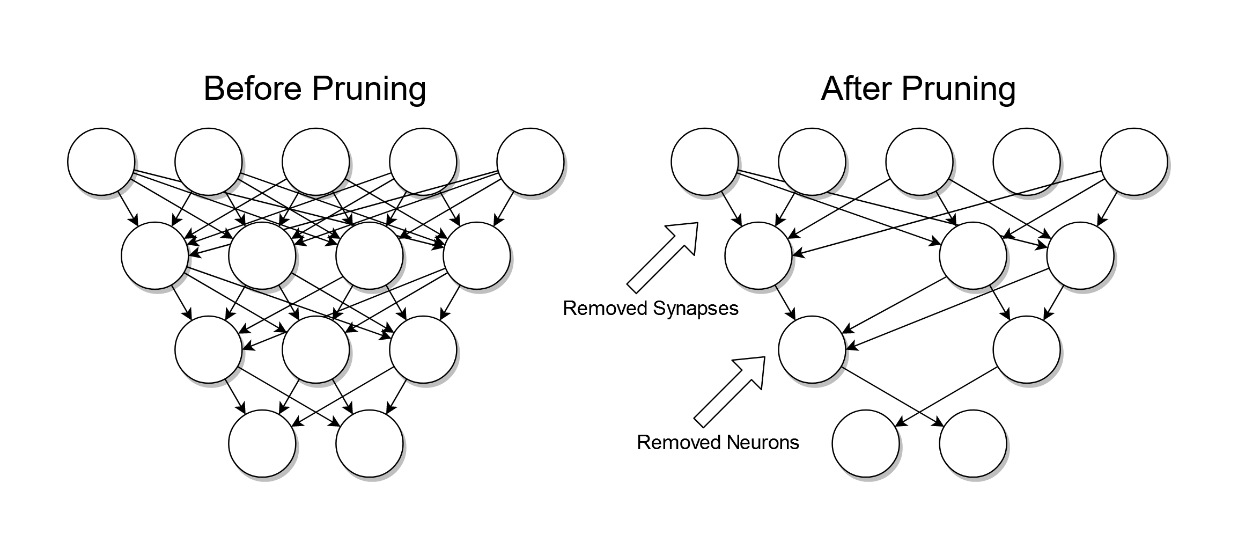 Before Pruning
After Pruning
Removed Synapses
Removed Neurons